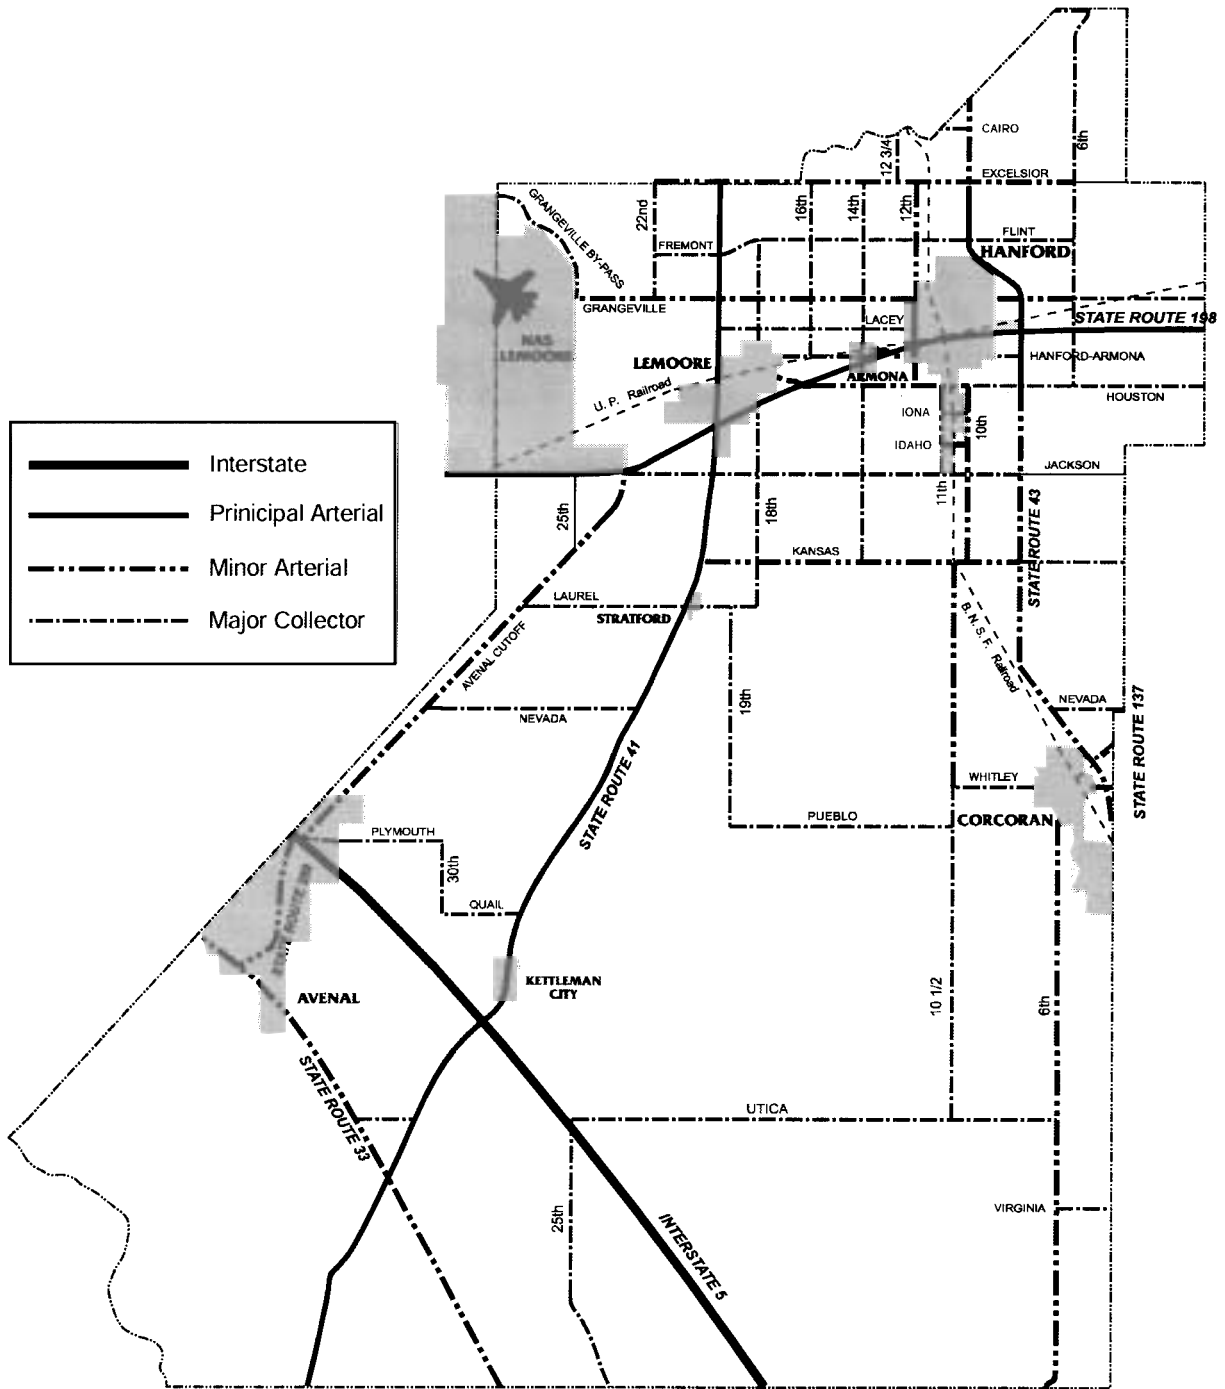 6th
CAIRO
12 3/4
EXCELSIOR
GRANGEVILLE BY-PASS
22nd
16th
14th
12th
FLINT
FREMONT
HANFORD
GRANGEVILLE
LACEY
STATE ROUTE 198
NAS
LEMOORE
LEMOORE
HANFORD-ARMONA
ARMONA
U. P. Railroad
HOUSTON
IONA
10th
IDAHO
Interstate
Prinicipal Arterial
Minor Arterial
Major Collector
JACKSON
11th
25th
18th
STATE ROUTE 43
KANSAS
LAUREL
STRATFORD
AVENAL CUTOFF
B.N.S.F. Railroad
NEVADA
19th
NEVADA
STATE ROUTE 137
STATE ROUTE 41
WHITLEY
PUEBLO
CORCORAN
PLYMOUTH
30th
QUAIL
KETTLEMAN
CITY
AVENAL
10 1/2
6th
STATE ROUTE 33
UTICA
25th
INTERSTATE 5
VIRGINIA